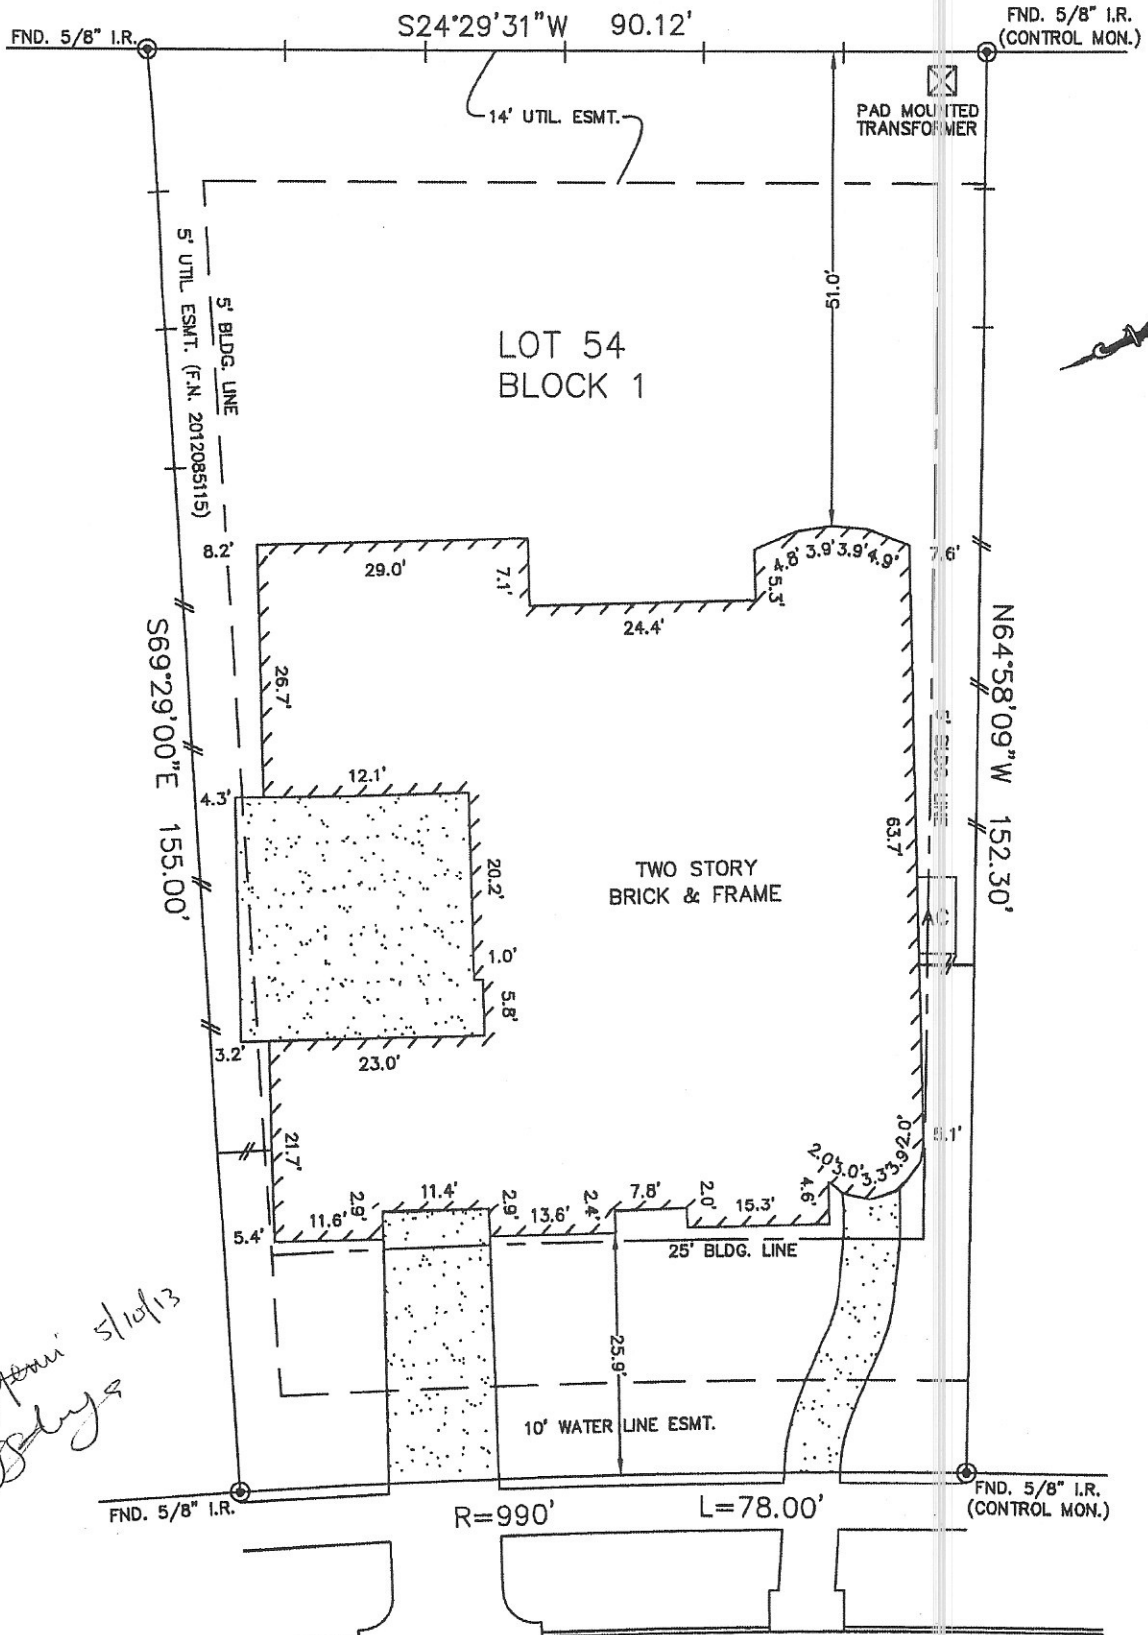 S24°29'31"W 90.12'
FND. 5/8" I.R.
FND. 5/8" I.R.
(CONTROL MON.)
PAD MOUNTED
TRANSFORMER
14' UTIL. ESMT.
5' UTIL. ESMT. (F.N. 2012085115)
5' BLDG. LINE
51.0'
LOT 54
BLOCK 1
8.2'
29.0'
7.1'
24.4'
5.3'
4.8'
3.9'
3.9'
4.9'
7.6'
S69°29'00"E 155.00'
N64°58'09"W 152.30'
26.7'
12.1'
4.3'
20.2'
1.0'
5.8'
63.7'
TWO STORY
BRICK & FRAME
AC
3.2'
23.0'
21.7'
5.4'
11.6'
2.9'
11.4'
2.9'
13.6'
2.4'
7.8'
2.0'
15.3'
4.6'
2.0'
3.0'
3.3'
3.9'
2.0'
25' BLDG. LINE
25.9'
5/10/13
10' WATER LINE ESMT.
FND. 5/8" I.R.
R=990' L=78.00'
FND. 5/8" I.R.
(CONTROL MON.)